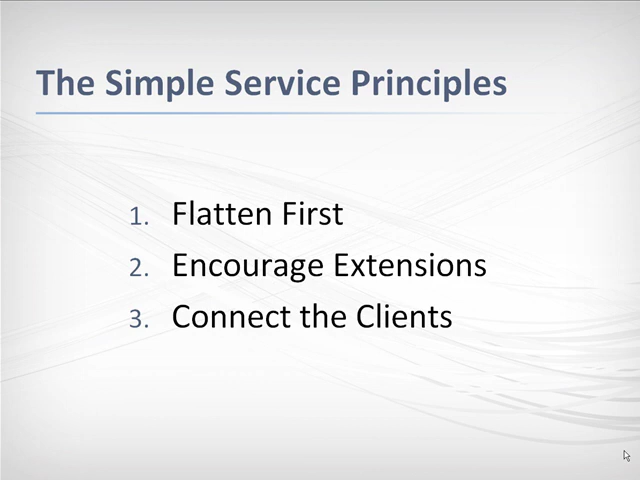 The Simple Service Principles
1. Flatten First
2. Encourage Extensions
3. Connect the Clients